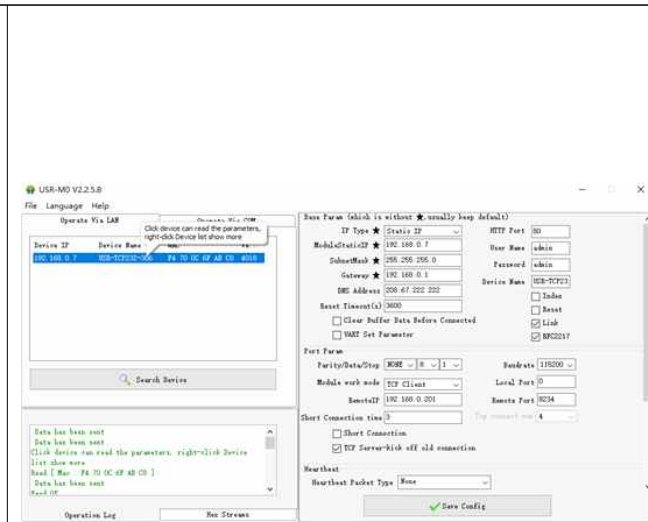 USR-M0 V2.2.5.8
File Language Help
Operate Via LAN
Operate Via COM
Click device can read the parameters,
right-click Device list show more
Device IP Device Name
192.168.0.7 USR-TCP232-306 F4 70 0C 6F AB C0 4018
Search Device
Data has been sent
Data has been sent
Click device can read the parameters, right-click Device
list show more
Read [ Mac : F4 70 0C 6F AB C0 ]
Data has been sent
Read OK
Operation Log
Hex Streams
Base Param (which is without ★,usually keep default)
IP Type ★ Static IP
HTTP Port 80
ModuleStaticIP ★ 192.168.0.7
User Name admin
SubnetMask ★ 255.255.255.0
Password admin
Gateway ★ 192.168.0.1
Device Name USR-TCP23
DNS Address 208.67.222.222
Index
Reset Timeout(s) 3600
Reset
Clear Buffer Data Before Connected
Link
UART Set Parameter
RFC2217
Port Param
Parity/Data/Stop NONE 8 1
Baudrate 115200
Module work mode TCP Client
Local Port 0
RemoteIP 192.168.0.201
Remote Port 8234
Short Connection time 3
4
Short Connection
TCP Server-kick off old connection
Heartbeat
Heartbeat Packet Type None
Save Config